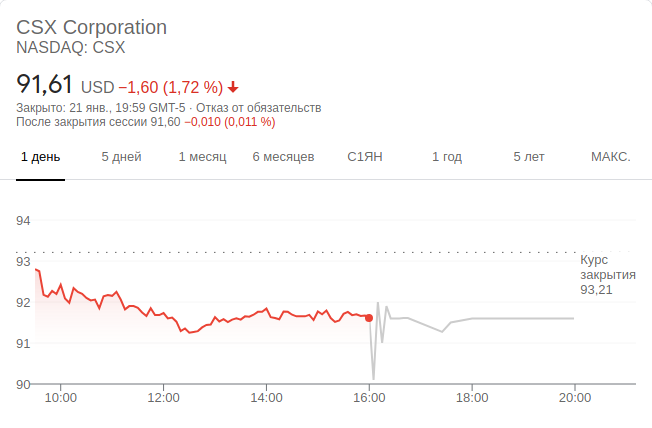 CSX Corporation
NASDAQ: CSX
91,61 USD −1,60 (1,72 %)
Закрыто: 21 янв., 19:59 GMT-5 · Отказ от обязательств
После закрытия сессии 91,60 −0,010 (0,011 %)
1 день 5 дней 1 месяц 6 месяцев С1ЯН 1 год 5 лет МАКС.
94
93
92
91
90
Курс
закрытия
93,21
10:00 12:00 14:00 16:00 18:00 20:00